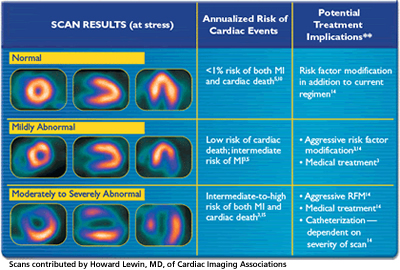 SCAN RESULTS (at stress)
Annualized Risk of
Cardiac Events
Potential
Treatment
Implications**
Normal
<1% risk of both MI
and cardiac death
Risk factor modification
in addition to current
regimen¹⁴
Mildly Abnormal
Low risk of cardiac
death; intermediate
risk of MI
• Aggressive risk factor
modification
• Medical treatment
Moderately to Severely Abnormal
Intermediate-to-high
risk of both MI and
cardiac death
• Aggressive RFM¹⁴
• Medical treatment¹⁴
• Catheterization —
dependent on
severity of scan¹⁴
Scans contributed by Howard Lewin, MD, of Cardiac Imaging Associations